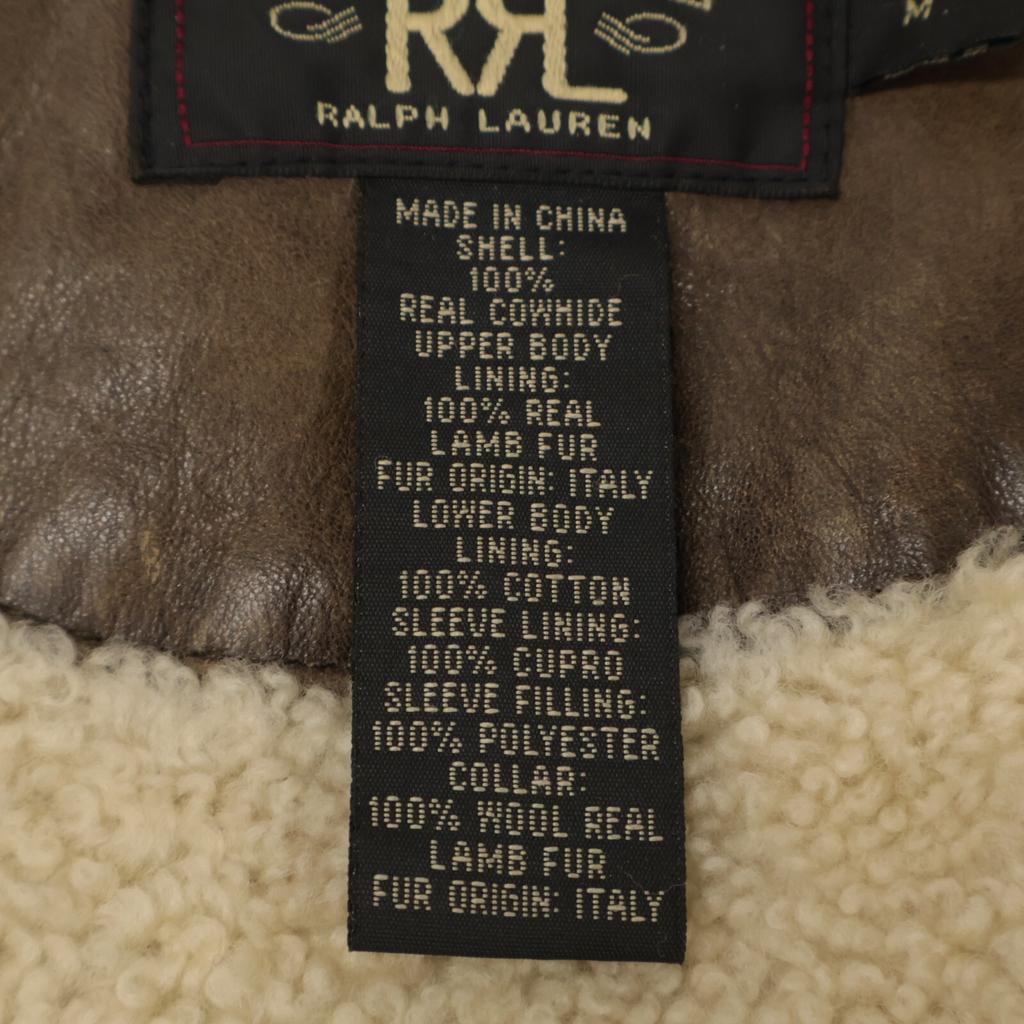 RRL
RALPH LAUREN
M
MADE IN CHINA
SHELL:
100%
REAL COWHIDE
UPPER BODY
LINING:
100% REAL
LAMB FUR
FUR ORIGIN: ITALY
LOWER BODY
LINING:
100% COTTON
SLEEVE LINING:
100% CUPRO
SLEEVE FILLING:
100% POLYESTER
COLLAR:
100% WOOL REAL
LAMB FUR
FUR ORIGIN: ITALY